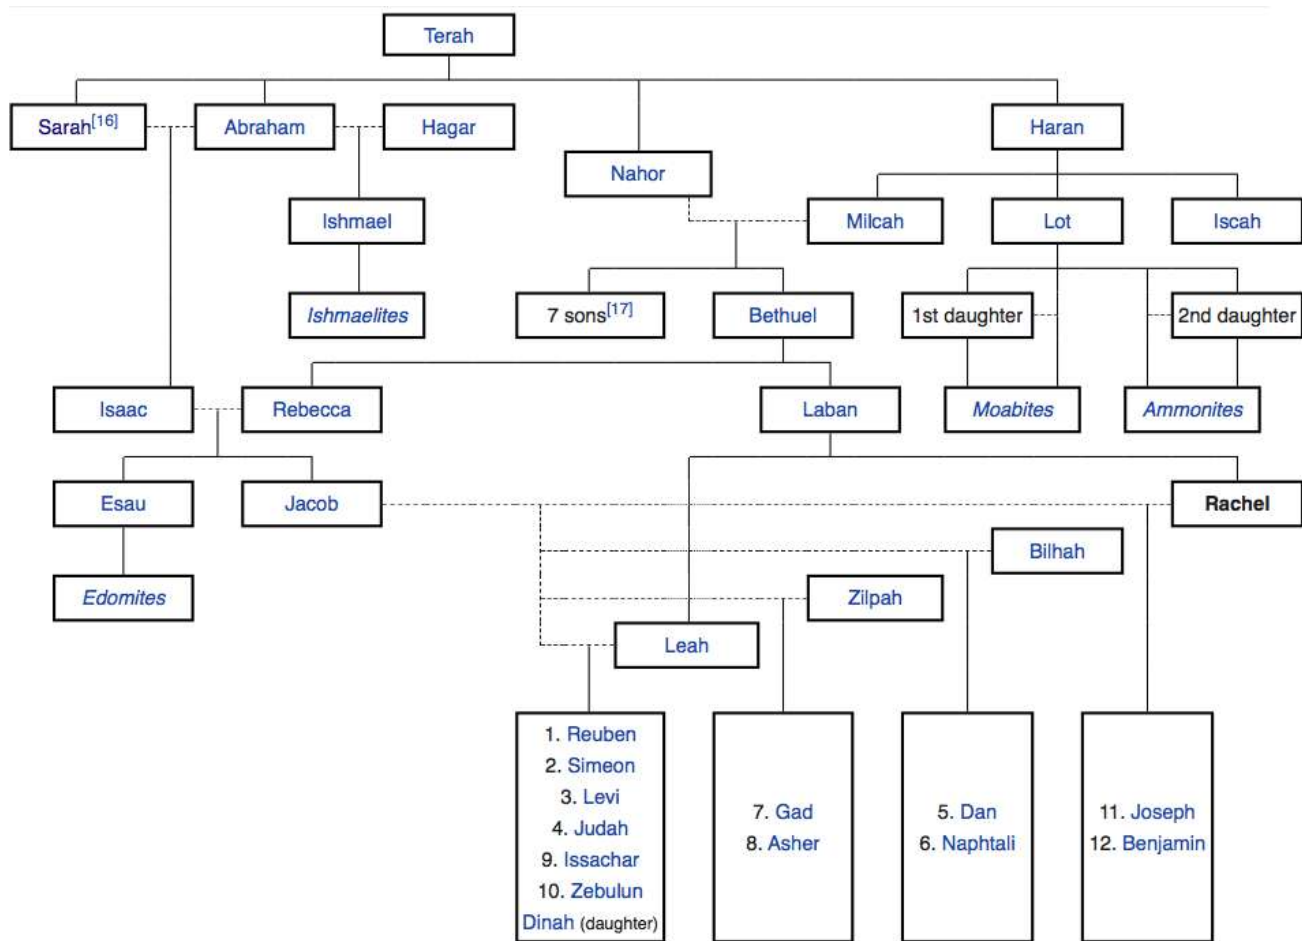 Terah
Sarah[16]
Abraham
Hagar
Haran
Nahor
Ishmael
Milcah
Lot
Iscah
Ishmaelites
7 sons[17]
Bethuel
1st daughter
2nd daughter
Isaac
Rebecca
Laban
Moabites
Ammonites
Esau
Jacob
Rachel
Bilhah
Edomites
Zilpah
Leah
1. Reuben
2. Simeon
3. Levi
4. Judah
9. Issachar
10. Zebulun
Dinah (daughter)
7. Gad
8. Asher
5. Dan
6. Naphtali
11. Joseph
12. Benjamin